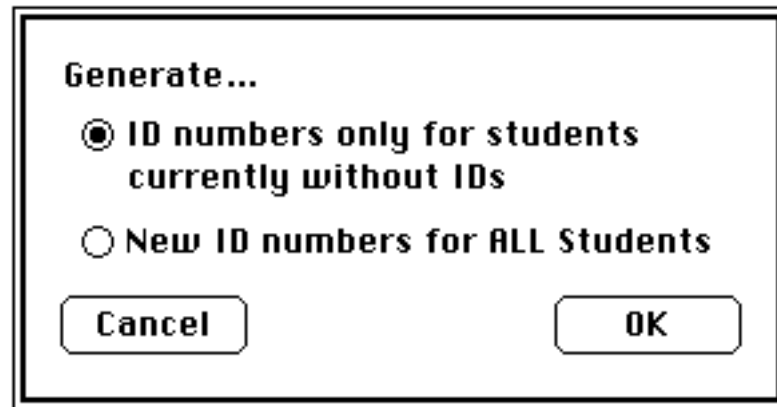 Generate...
ID numbers only for students
currently without IDs
New ID numbers for ALL Students
Cancel
OK